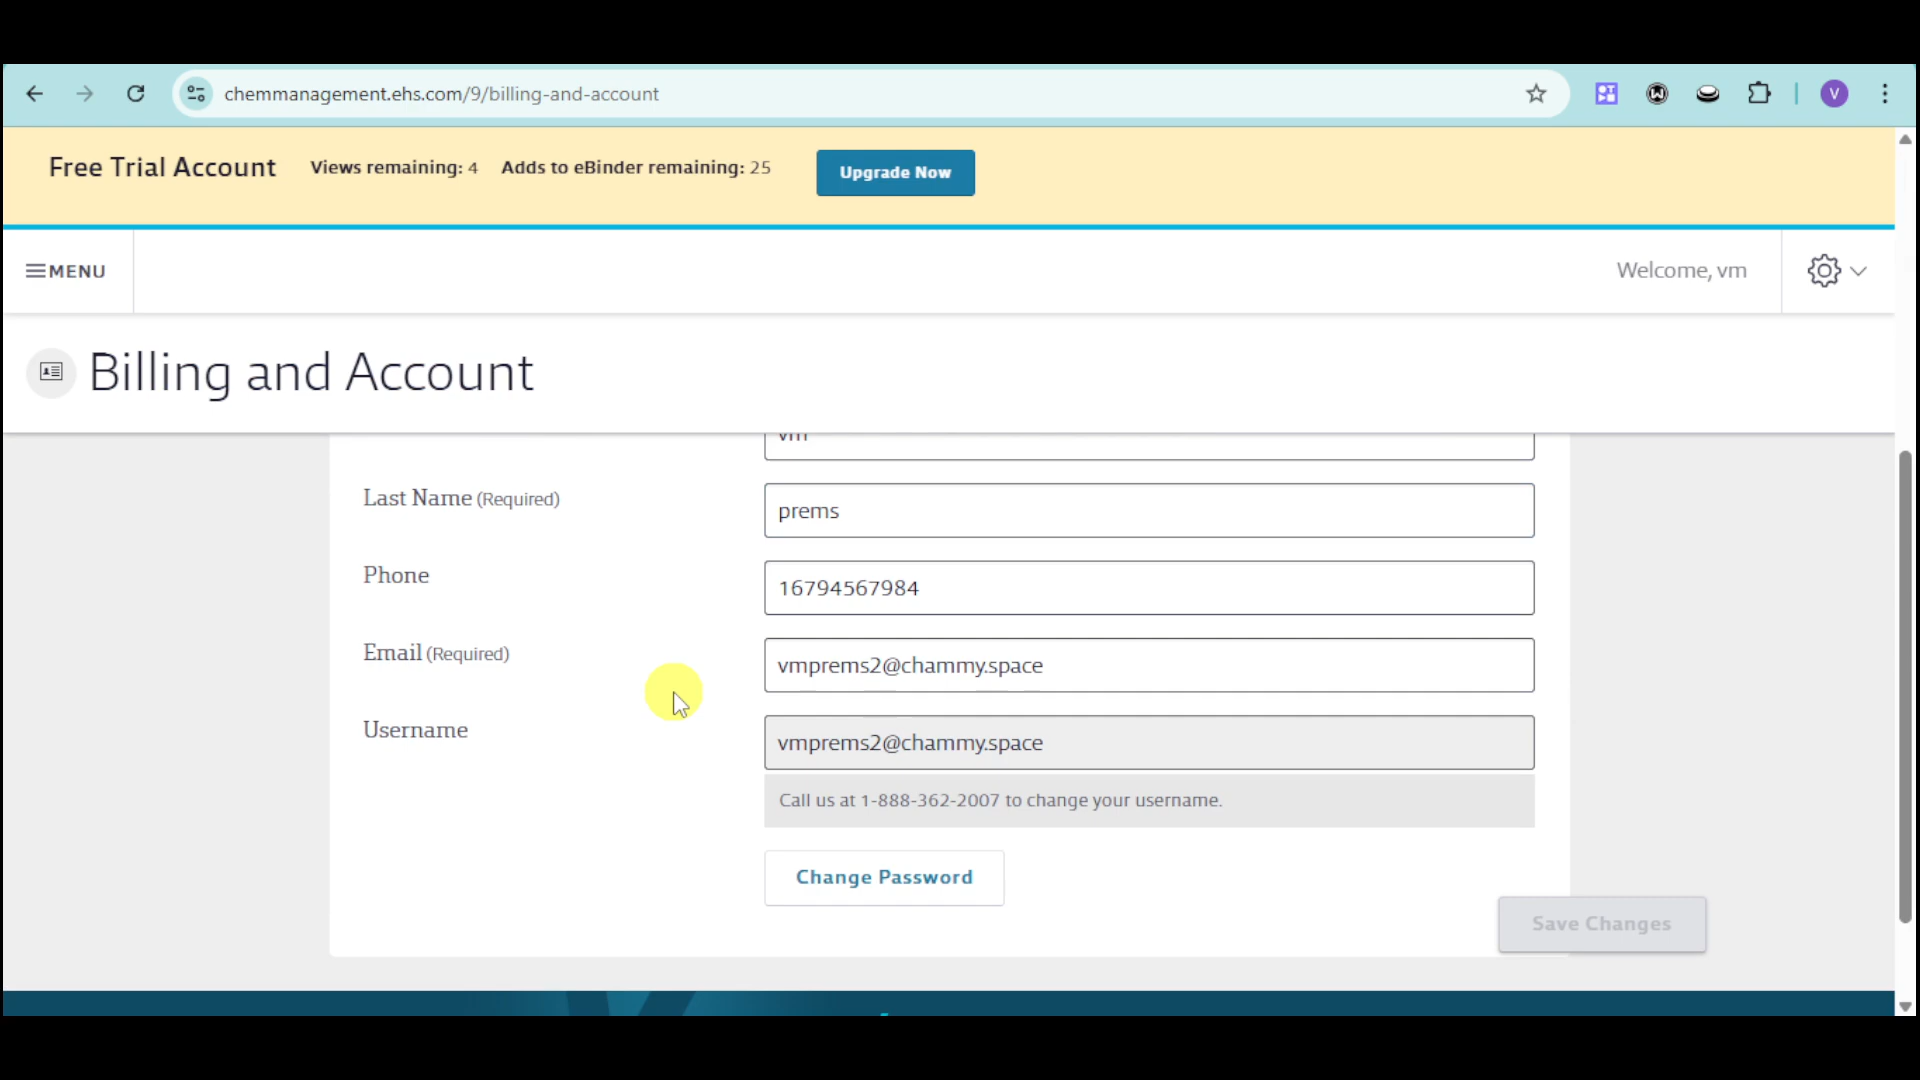 chemmanagement.ehs.com/9/billing-and-account
V
Free Trial Account Views remaining: 4 Adds to eBinder remaining: 25 Upgrade Now
MENU Welcome, vm
Billing and Account
vm
Last Name (Required) prems
Phone 16794567984
Email (Required) vmprems2@chammy.space
Username vmprems2@chammy.space
Call us at 1-888-362-2007 to change your username.
Change Password
Save Changes